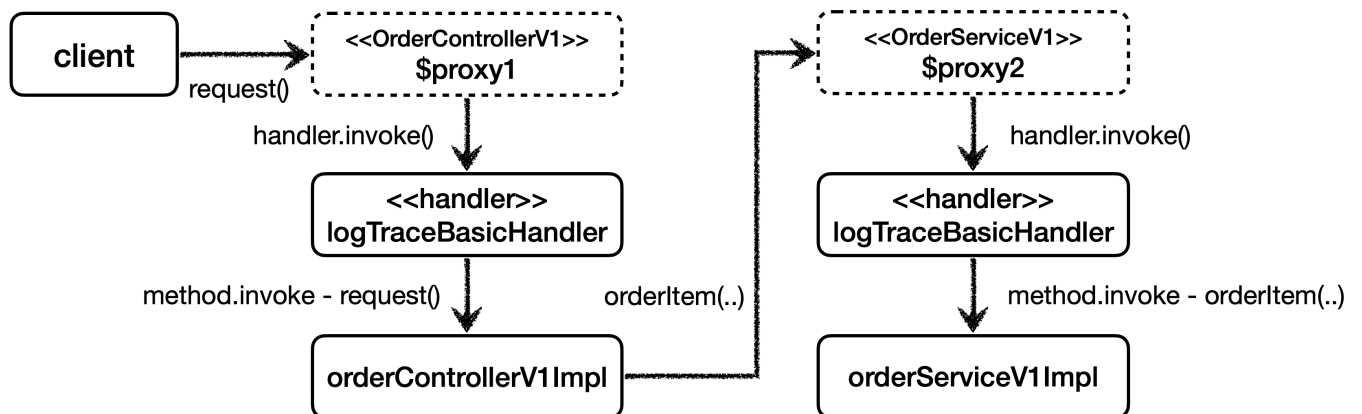 client
request()
<<OrderControllerV1>>
$proxy1
handler.invoke()
<<handler>>
logTraceBasicHandler
method.invoke - request()
orderControllerV1Impl
orderItem(..)
<<OrderServiceV1>>
$proxy2
handler.invoke()
<<handler>>
logTraceBasicHandler
method.invoke - orderItem(..)
orderServiceV1Impl